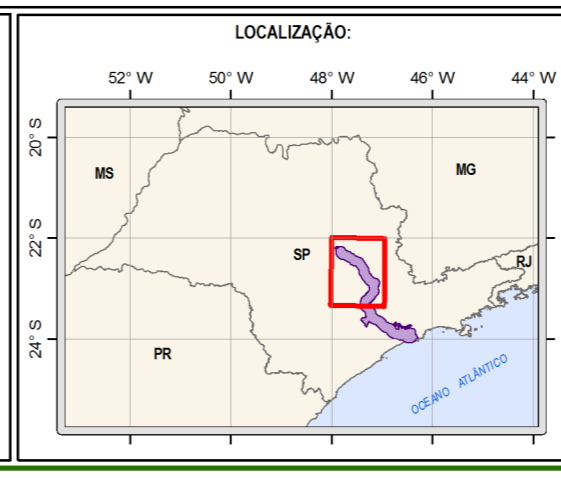 LOCALIZAÇÃO:
52° W 50° W 48° W 46° W 44° W
20° S
MS MG
22° S
SP RJ
24° S
PR
OCEANO ATLÂNTICO